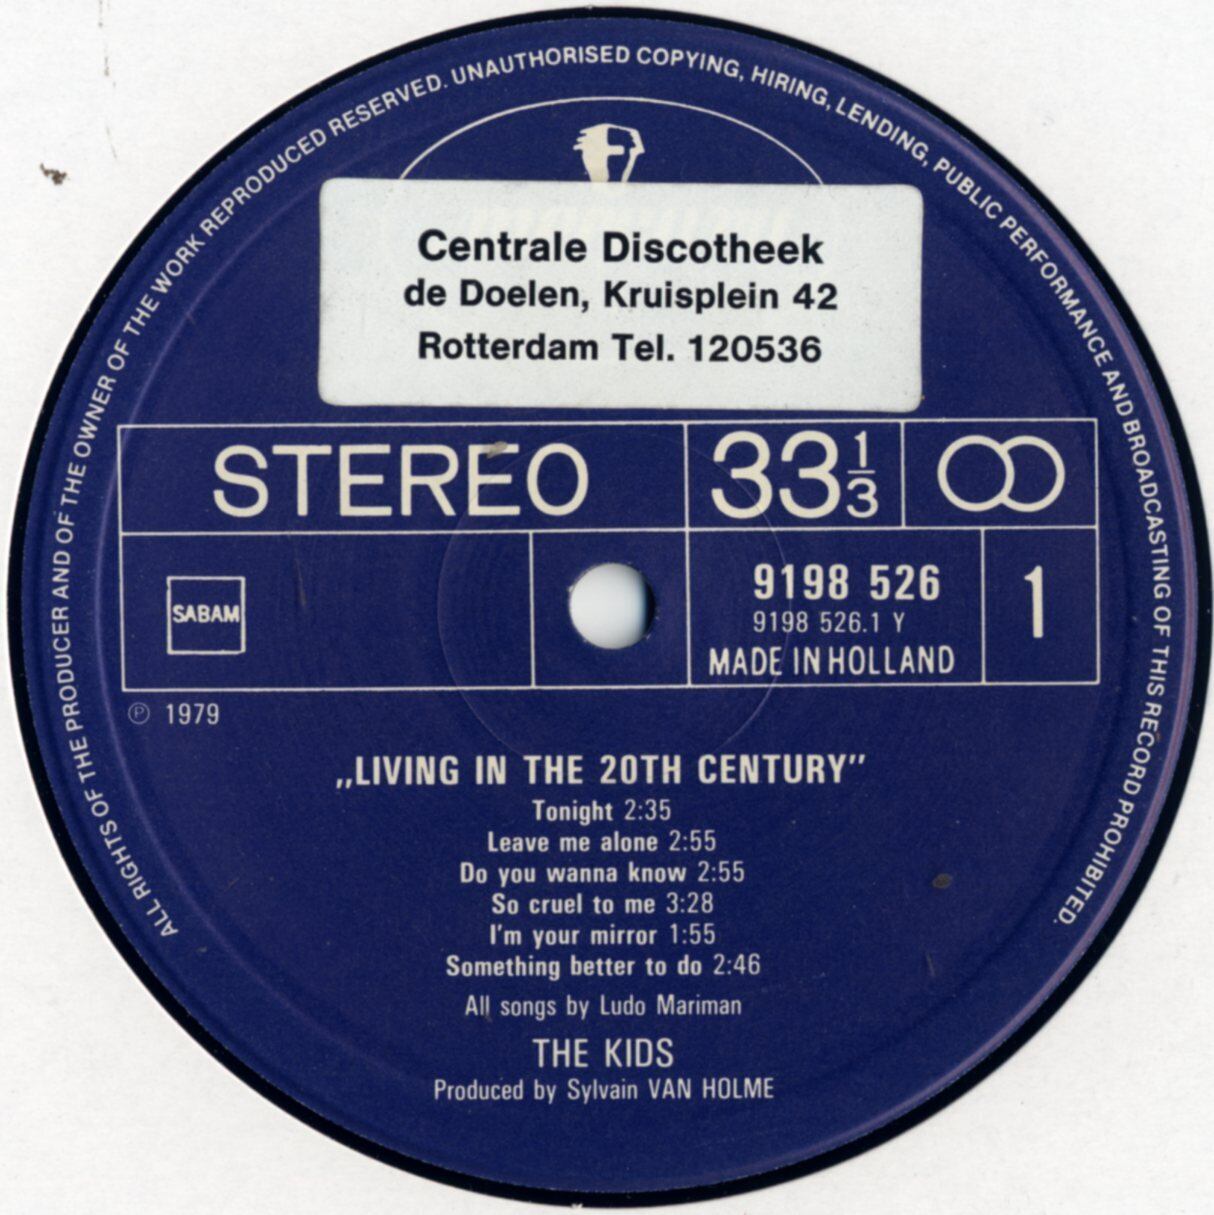 ALL RIGHTS OF THE PRODUCER AND OF THE OWNER OF THE WORK REPRODUCED RESERVED. UNAUTHORISED COPYING, HIRING, LENDING, PUBLIC PERFORMANCE AND BROADCASTING OF THIS RECORD PROHIBITED.
Centrale Discotheek
de Doelen, Kruisplein 42
Rotterdam Tel. 120536
STEREO 33 1/3
SABAM
9198 526
9198 526.1 Y
MADE IN HOLLAND
1
℗ 1979
„LIVING IN THE 20TH CENTURY”
Tonight 2:35
Leave me alone 2:55
Do you wanna know 2:55
So cruel to me 3:28
I'm your mirror 1:55
Something better to do 2:46
All songs by Ludo Mariman
THE KIDS
Produced by Sylvain VAN HOLME